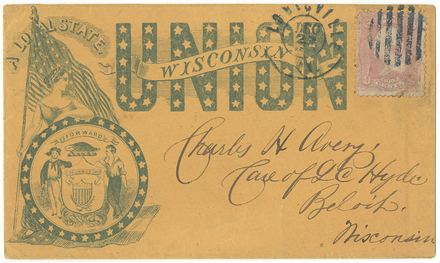 A LOYAL STATE
UNION
WISCONSIN
"FORWARD"
Charles H Avery,
Care of L C Hyde
Beloit.
Wisconsin